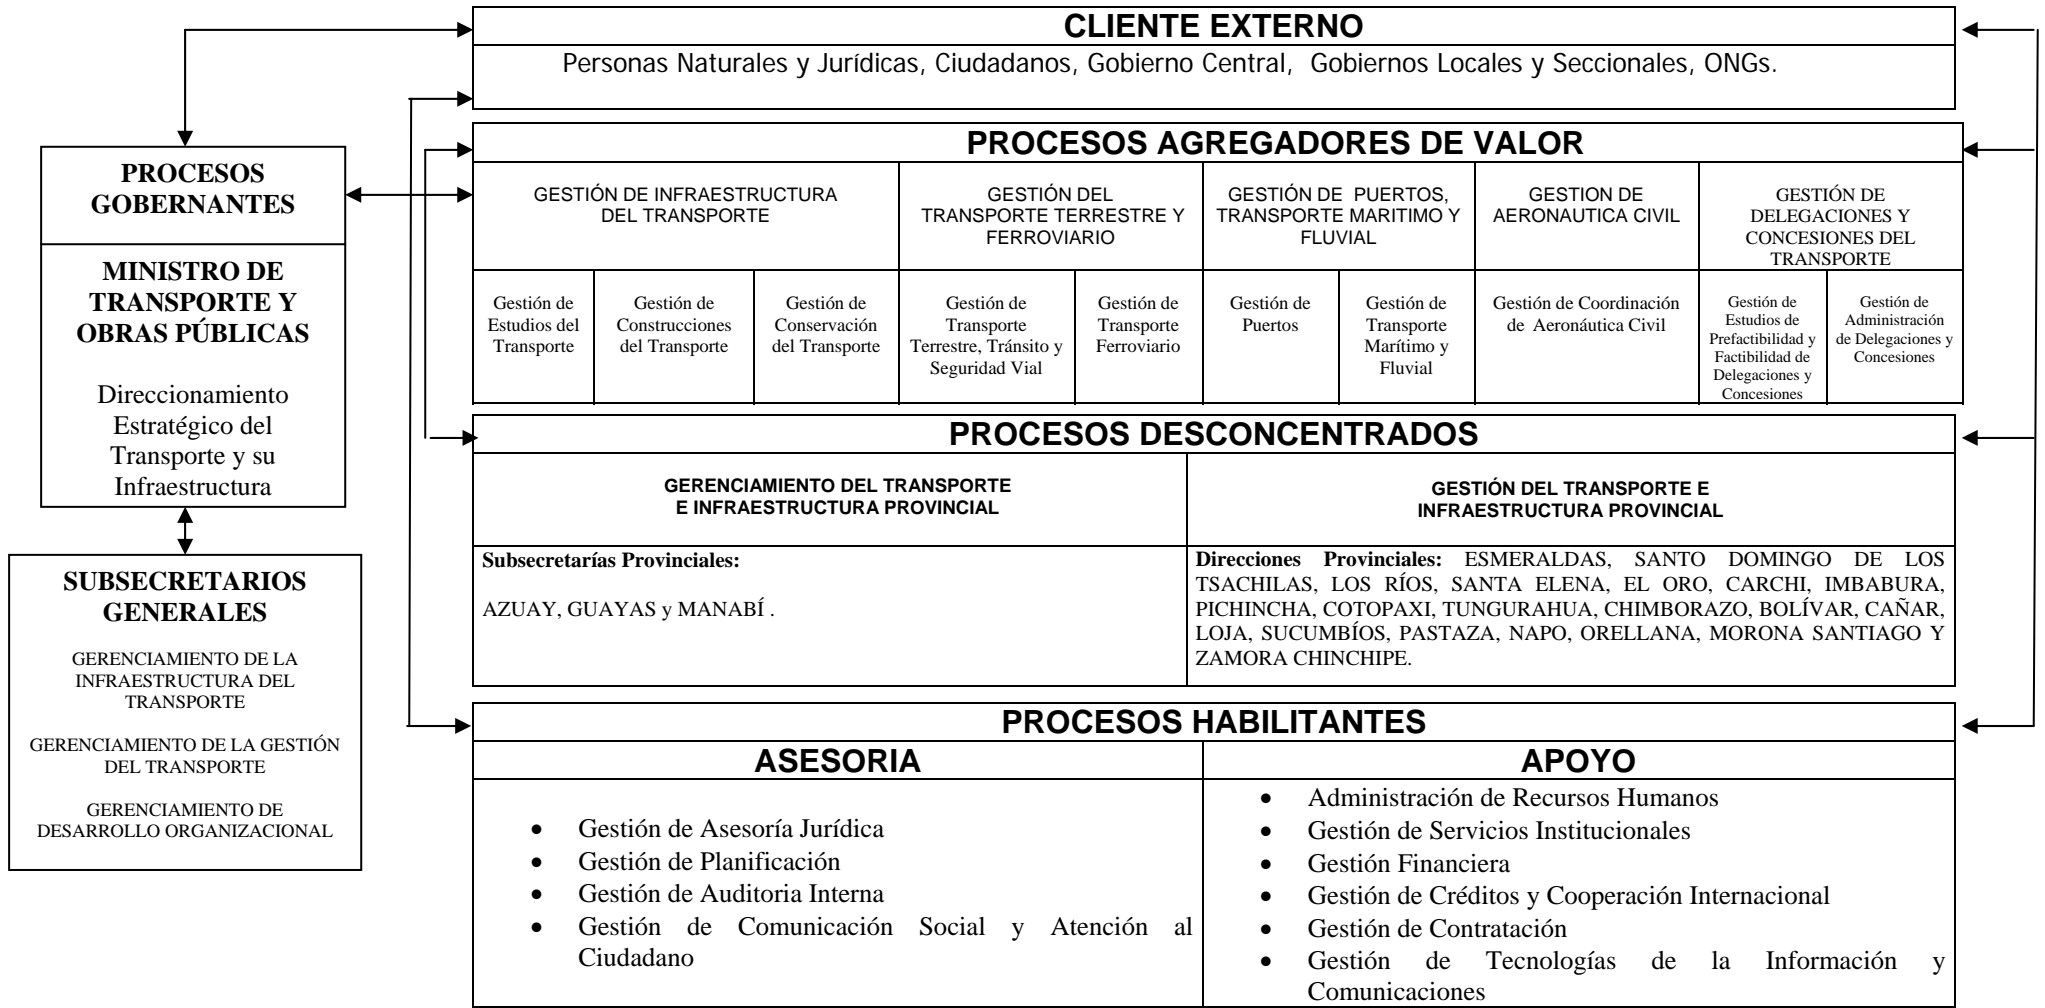 CLIENTE EXTERNO
Personas Naturales y Jurídicas, Ciudadanos, Gobierno Central, Gobiernos Locales y Seccionales, ONGs.
PROCESOS
GOBERNANTES
MINISTRO DE
TRANSPORTE Y
OBRAS PÚBLICAS
Direccionamiento
Estratégico del
Transporte y su
Infraestructura
SUBSECRETARIOS
GENERALES
GERENCIAMIENTO DE LA
INFRAESTRUCTURA DEL
TRANSPORTE
GERENCIAMIENTO DE LA GESTIÓN
DEL TRANSPORTE
GERENCIAMIENTO DE
DESARROLLO ORGANIZACIONAL
PROCESOS AGREGADORES DE VALOR
GESTIÓN DE INFRAESTRUCTURA
DEL TRANSPORTE
GESTIÓN DEL
TRANSPORTE TERRESTRE Y
FERROVIARIO
GESTIÓN DE PUERTOS,
TRANSPORTE MARITIMO Y
FLUVIAL
GESTION DE
AERONAUTICA CIVIL
GESTIÓN DE
DELEGACIONES Y
CONCESIONES DEL
TRANSPORTE
Gestión de
Estudios del
Transporte
Gestión de
Construcciones
del Transporte
Gestión de
Conservación
del Transporte
Gestión de
Transporte
Terrestre, Tránsito y
Seguridad Vial
Gestión de
Transporte
Ferroviario
Gestión de
Puertos
Gestión de
Transporte
Marítimo y
Fluvial
Gestión de Coordinación
de Aeronáutica Civil
Gestión de
Estudios de
Prefactibilidad y
Factibilidad de
Delegaciones y
Concesiones
Gestión de
Administración
de Delegaciones y
Concesiones
PROCESOS DESCONCENTRADOS
GERENCIAMIENTO DEL TRANSPORTE
E INFRAESTRUCTURA PROVINCIAL
GESTIÓN DEL TRANSPORTE E
INFRAESTRUCTURA PROVINCIAL
Subsecretarías Provinciales:
AZUAY, GUAYAS y MANABÍ .
Direcciones Provinciales: ESMERALDAS, SANTO DOMINGO DE LOS
TSACHILAS, LOS RÍOS, SANTA ELENA, EL ORO, CARCHI, IMBABURA,
PICHINCHA, COTOPAXI, TUNGURAHUA, CHIMBORAZO, BOLÍVAR, CAÑAR,
LOJA, SUCUMBÍOS, PASTAZA, NAPO, ORELLANA, MORONA SANTIAGO Y
ZAMORA CHINCHIPE.
PROCESOS HABILITANTES
ASESORIA
• Gestión de Asesoría Jurídica
• Gestión de Planificación
• Gestión de Auditoria Interna
• Gestión de Comunicación Social y Atención al
Ciudadano
APOYO
• Administración de Recursos Humanos
• Gestión de Servicios Institucionales
• Gestión Financiera
• Gestión de Créditos y Cooperación Internacional
• Gestión de Contratación
• Gestión de Tecnologías de la Información y
Comunicaciones